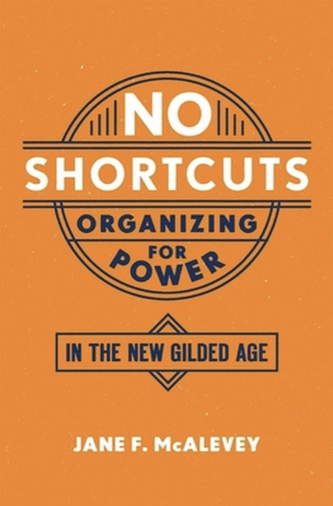 NO
SHORTCUTS
ORGANIZING
FOR
POWER
IN THE NEW GILDED AGE
JANE F. McALEVEY